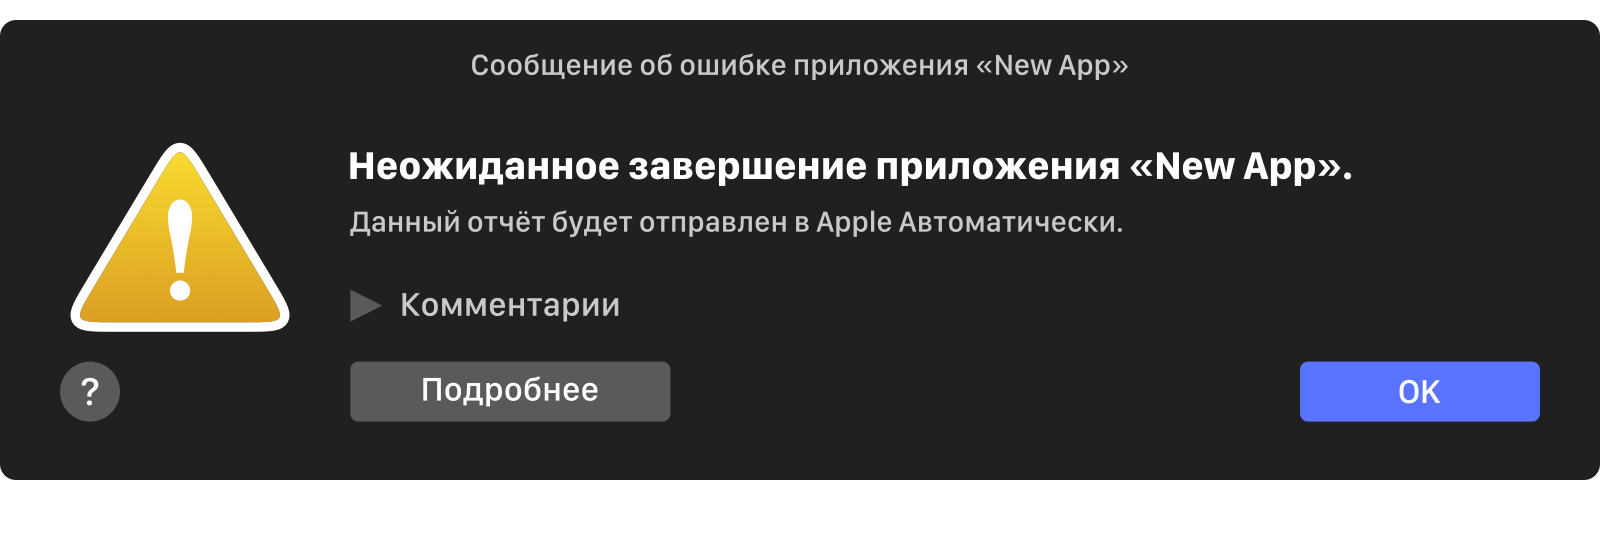 Сообщение об ошибке приложения «New App»
Неожиданное завершение приложения «New App».
Данный отчёт будет отправлен в Apple Автоматически.
Комментарии
?
Подробнее
OK